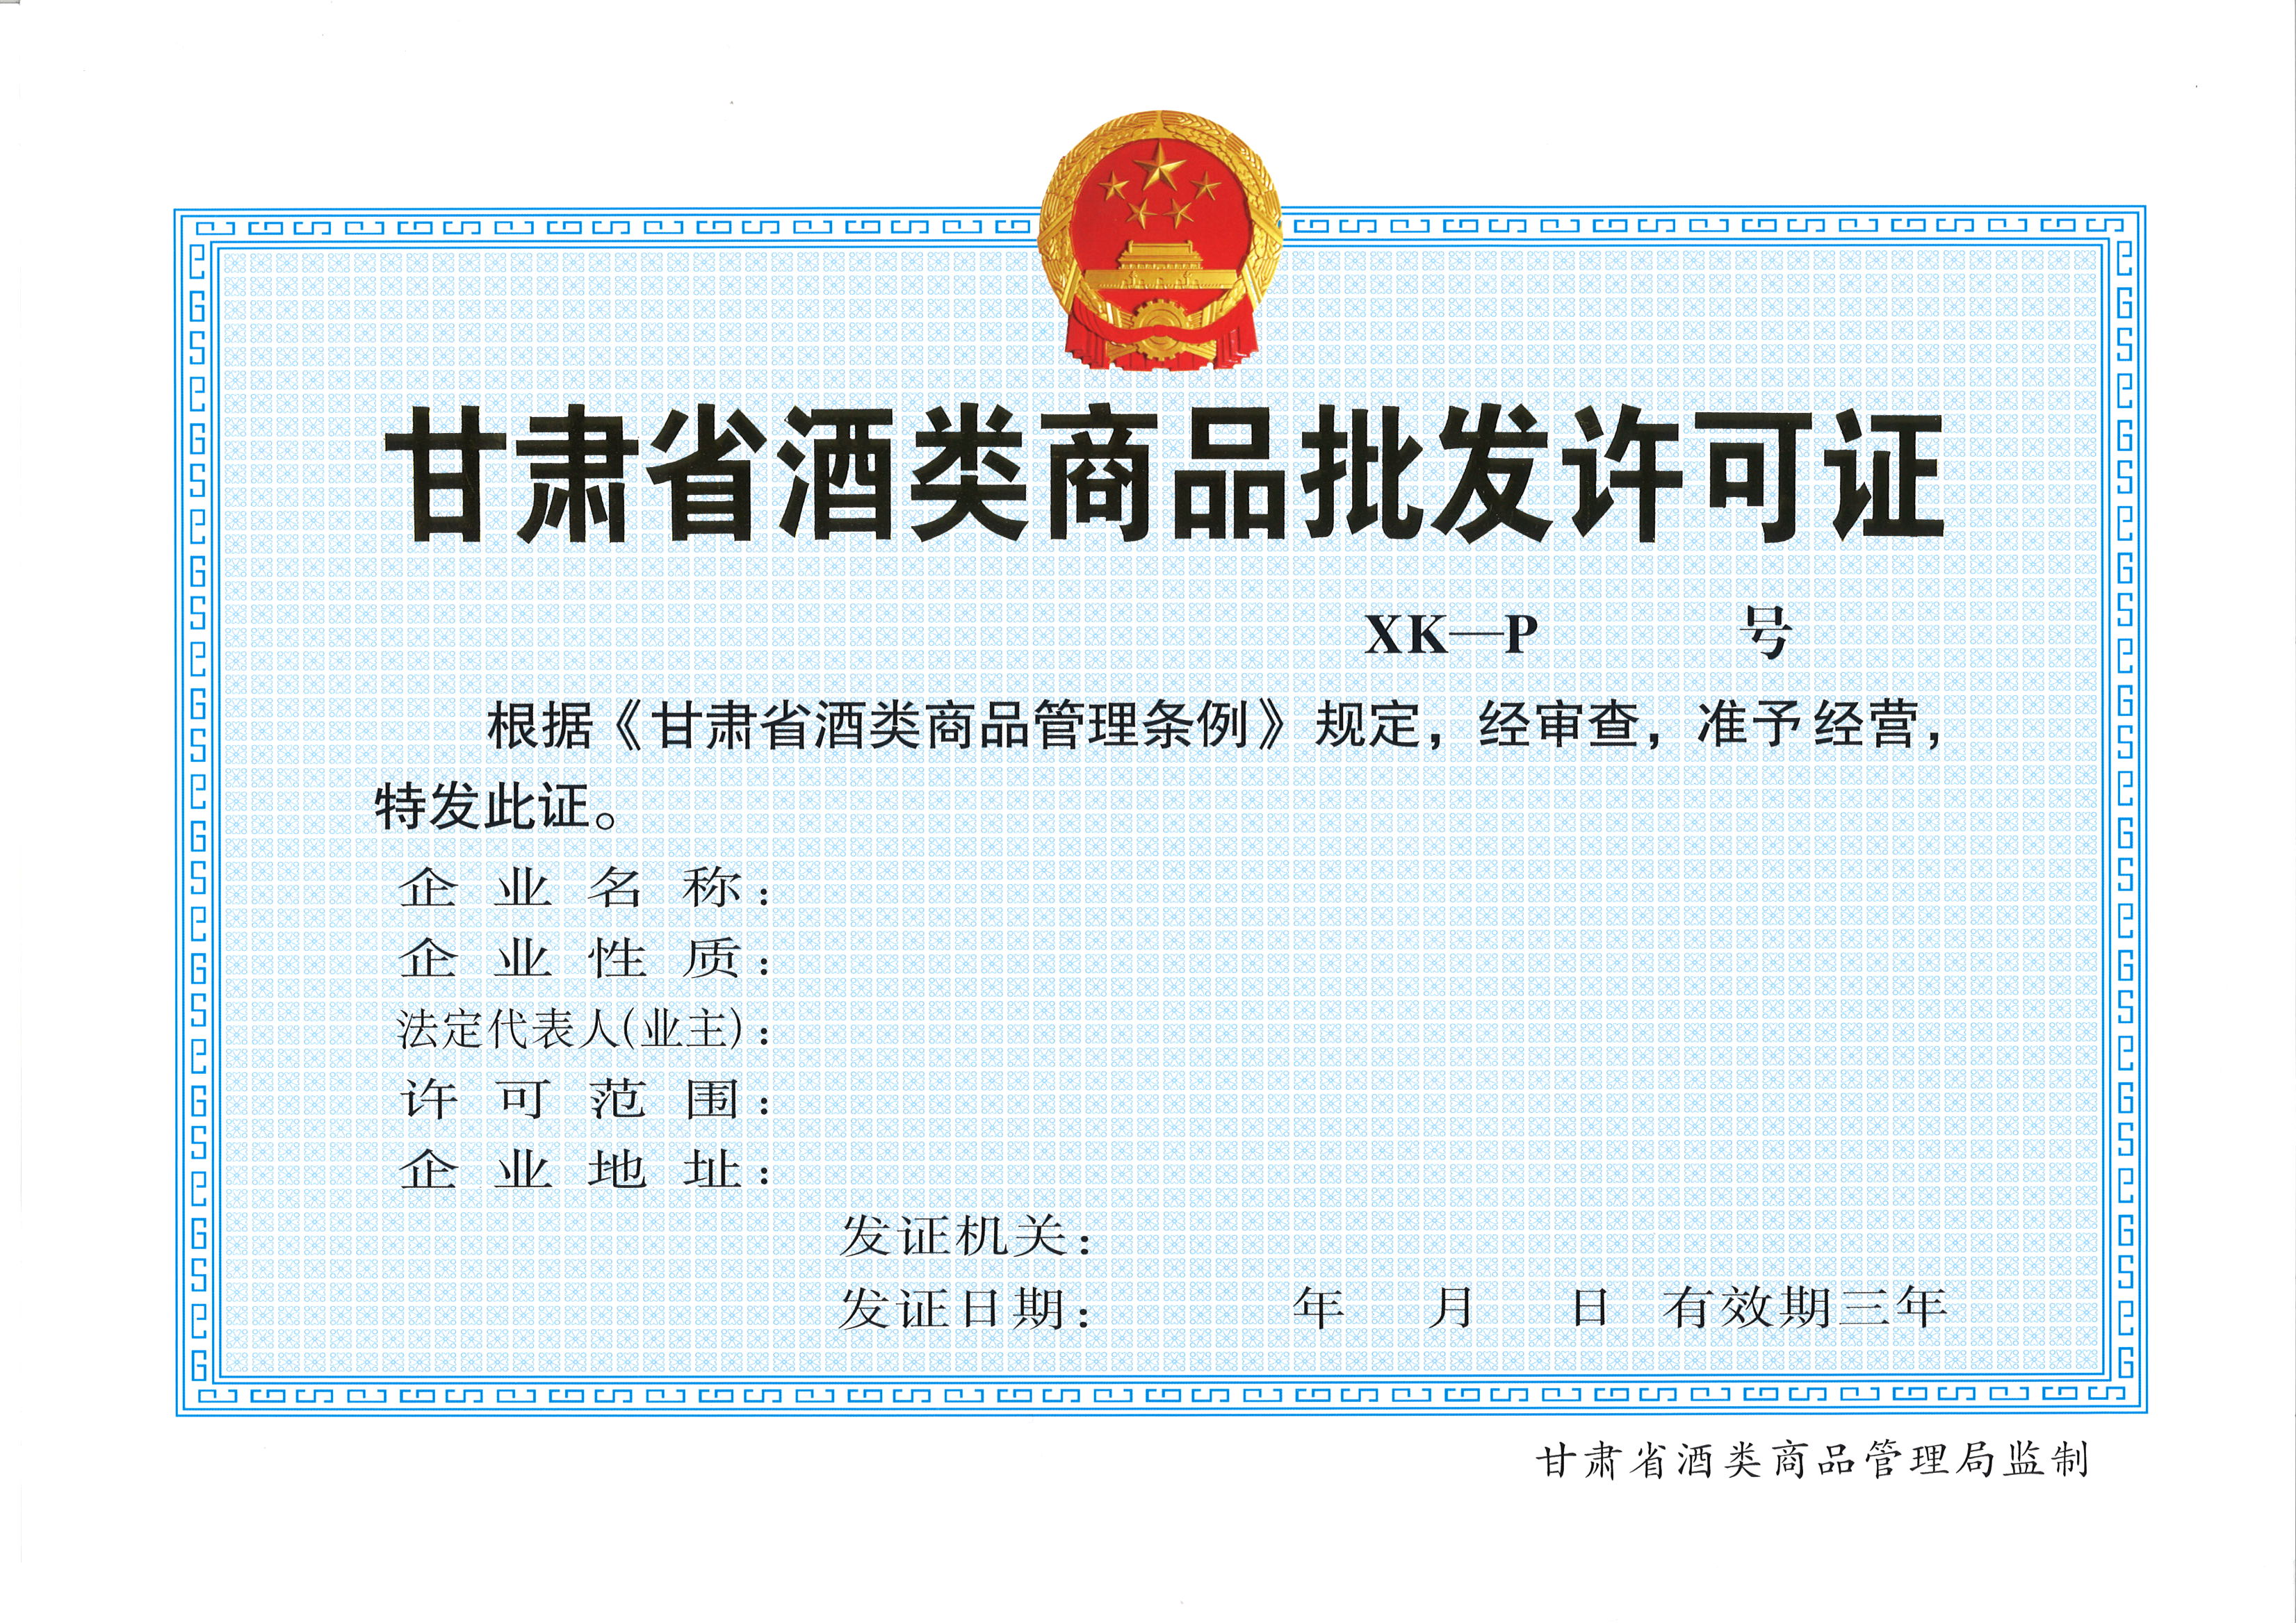 甘肃省酒类商品批发许可证
XK—P 号
根据《甘肃省酒类商品管理条例》规定，经审查，准予经营，
特发此证。
企业名称：
企业性质：
法定代表人(业主)：
许可范围：
企业地址：
发证机关：
发证日期： 年 月 日 有效期三年
甘肃省酒类商品管理局监制